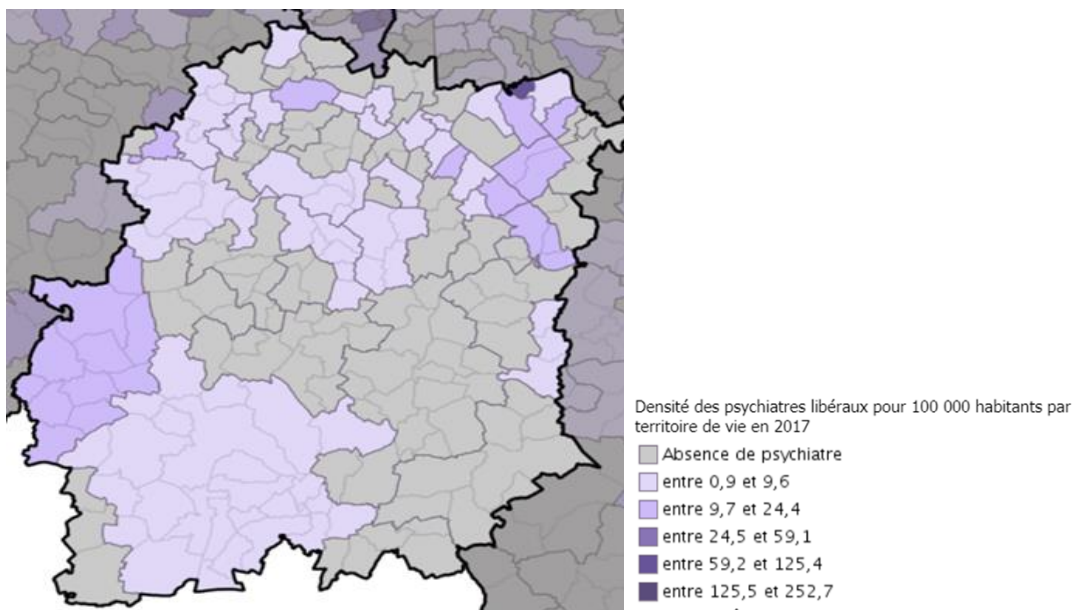 Densité des psychiatres libéraux pour 100 000 habitants par
territoire de vie en 2017
Absence de psychiatre
entre 0,9 et 9,6
entre 9,7 et 24,4
entre 24,5 et 59,1
entre 59,2 et 125,4
entre 125,5 et 252,7